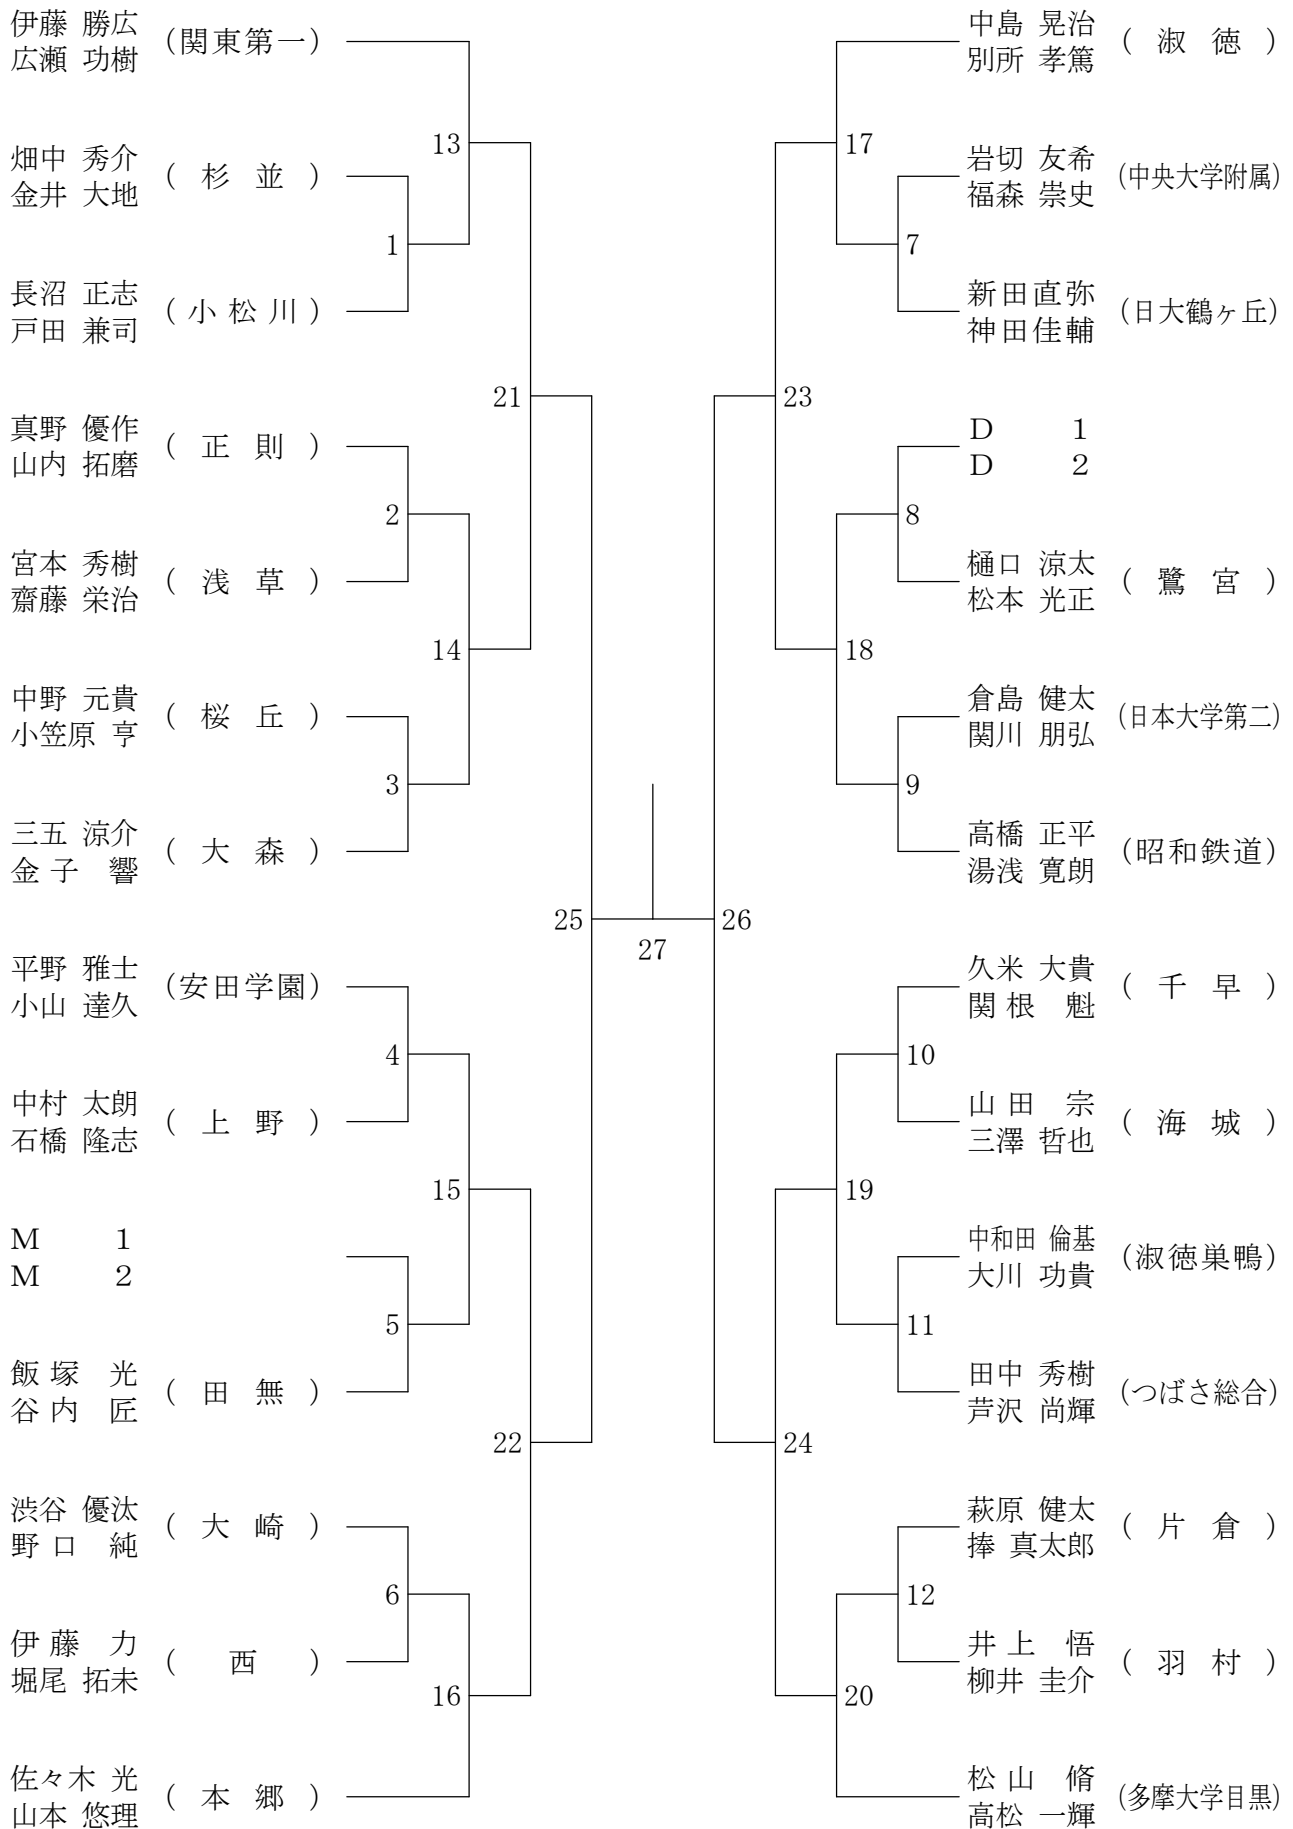 伊藤 勝広
広瀬 功樹
(関東第一)
畑中 秀介
金井 大地
(杉並)
長沼 正志
戸田 兼司
(小松川)
真野 優作
山内 拓磨
(正則)
宮本 秀樹
齋藤 栄治
(浅草)
中野 元貴
小笠原 亨
(桜丘)
三五 涼介
金子 響
(大森)
平野 雅士
小山 達久
(安田学園)
中村 太朗
石橋 隆志
(上野)
M 1
M 2
飯塚 光
谷内 匠
(田無)
渋谷 優汰
野口 純
(大崎)
伊藤 力
堀尾 拓未
(西)
佐々木 光
山本 悠理
(本郷)
13
1
21
2
14
3
25
4
15
5
22
6
16
27
17
7
23
8
18
9
26
10
19
11
24
12
20
中島 晃治
別所 孝篤
(淑徳)
岩切 友希
福森 崇史
(中央大学附属)
新田直弥
神田佳輔
(日大鶴ヶ丘)
D 1
D 2
樋口 涼太
松本 光正
(鷺宮)
倉島 健太
関川 朋弘
(日本大学第二)
高橋 正平
湯浅 寛朗
(昭和鉄道)
久米 大貴
関根 魁
(千早)
山田 宗
三澤 哲也
(海城)
中和田 倫基
大川 功貴
(淑徳巣鴨)
田中 秀樹
芦沢 尚輝
(つばさ総合)
萩原 健太
捧 真太郎
(片倉)
井上 悟
柳井 圭介
(羽村)
松山 脩
高松 一輝
(多摩大学目黒)